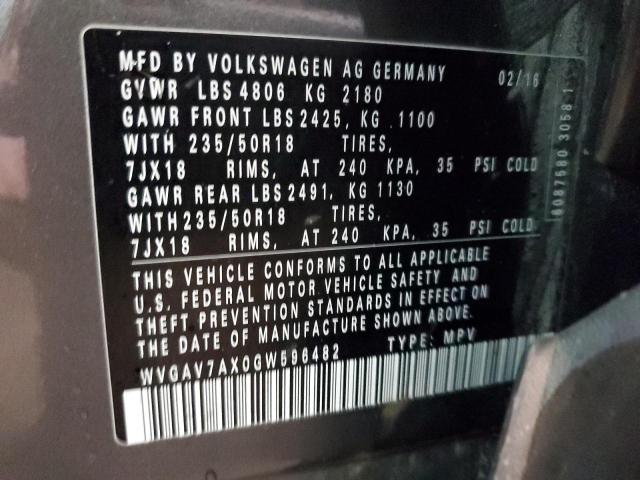 MFD BY VOLKSWAGEN AG GERMANY 02/16
GVWR LBS 4806 KG 2180
GAWR FRONT LBS 2425, KG 1100
WITH 235/50R18 TIRES,
7JX18 RIMS, AT 240 KPA, 35 PSI COLD
GAWR REAR LBS 2491, KG 1130
WITH 235/50R18 TIRES,
7JX18 RIMS, AT 240 KPA, 35 PSI COLD
THIS VEHICLE CONFORMS TO ALL APPLICABLE
U.S. FEDERAL MOTOR VEHICLE SAFETY AND
THEFT PREVENTION STANDARDS IN EFFECT ON
THE DATE OF MANUFACTURE SHOWN ABOVE.
WVGAV7AX0GW596482 TYPE: MPV
6087580 3058 1